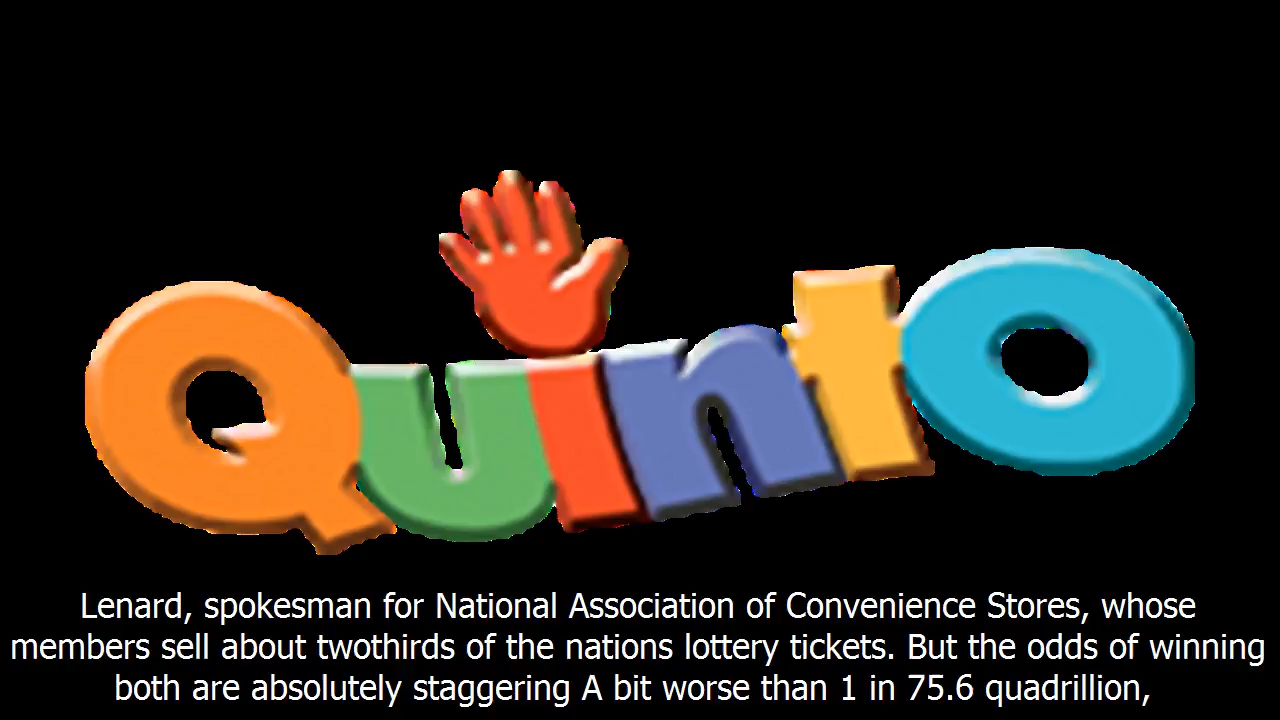 Quinto
Lenard, spokesman for National Association of Convenience Stores, whose
members sell about twothirds of the nations lottery tickets. But the odds of winning
both are absolutely staggering A bit worse than 1 in 75.6 quadrillion,